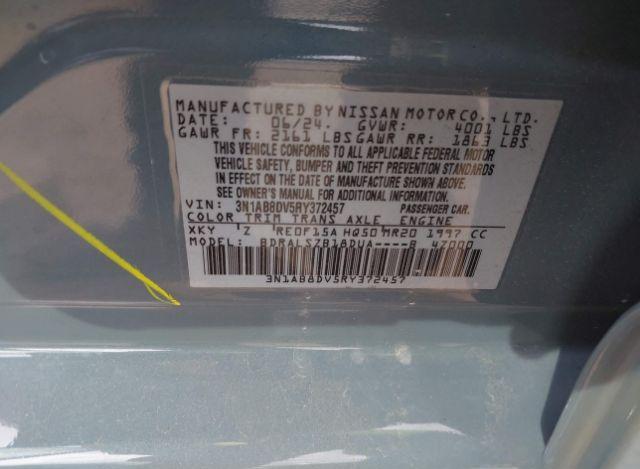 MANUFACTURED BY NISSAN MOTOR CO., LTD.
DATE: 06/24. GVWR: 4001 LBS
GAWR FR: 2161 LBS GAWR RR: 1863 LBS
THIS VEHICLE CONFORMS TO ALL APPLICABLE FEDERAL MOTOR
VEHICLE SAFETY, BUMPER AND THEFT PREVENTION STANDARDS
IN EFFECT ON THE DATE OF MANUFACTURE SHOWN ABOVE.
SEE OWNER'S MANUAL FOR ADDITIONAL INFORMATION.
VIN: 3N1AB8DV5RY372457 PASSENGER CAR.
COLOR TRIM TRANS AXLE ENGINE
XKY 'Z RE0F15A HQ50 MR20 1997 CC
MODEL: BDRALSZB18DUA----B 4Z000
3N1AB8DV5RY372457